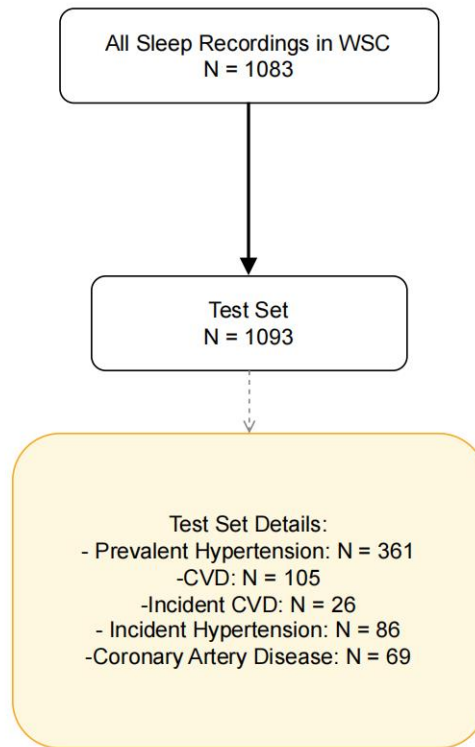 All Sleep Recordings in WSC
N = 1083
Test Set
N = 1093
Test Set Details:
- Prevalent Hypertension: N = 361
-CVD: N = 105
-Incident CVD: N = 26
- Incident Hypertension: N = 86
-Coronary Artery Disease: N = 69